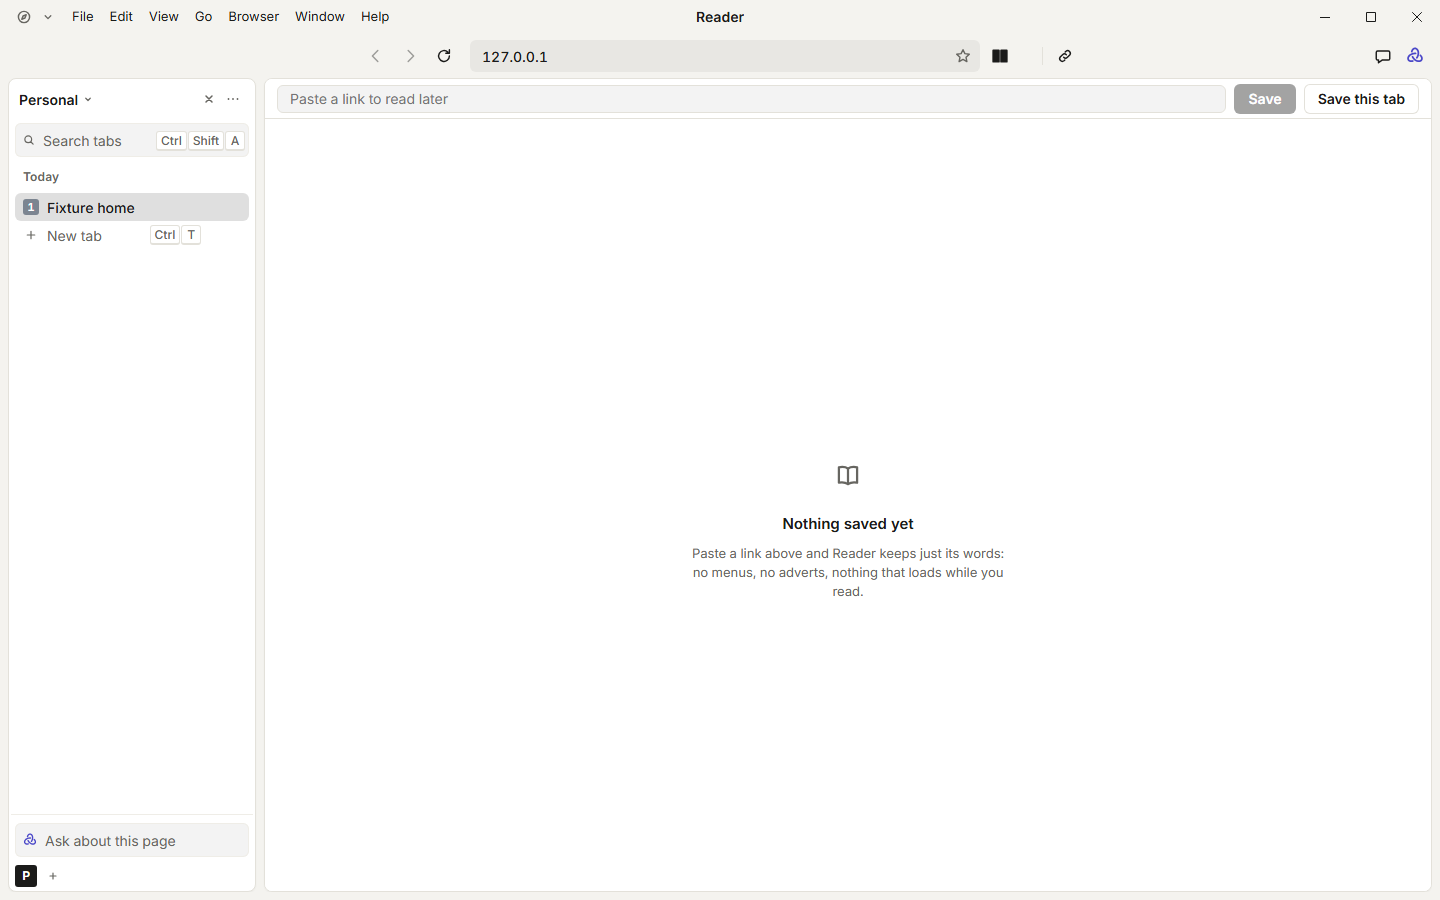 File Edit View Go Browser Window Help
Reader
127.0.0.1
Personal
Search tabs Ctrl Shift A
Today
1 Fixture home
New tab Ctrl T
Paste a link to read later
Save
Save this tab
Nothing saved yet
Paste a link above and Reader keeps just its words:
no menus, no adverts, nothing that loads while you
read.
Ask about this page
P